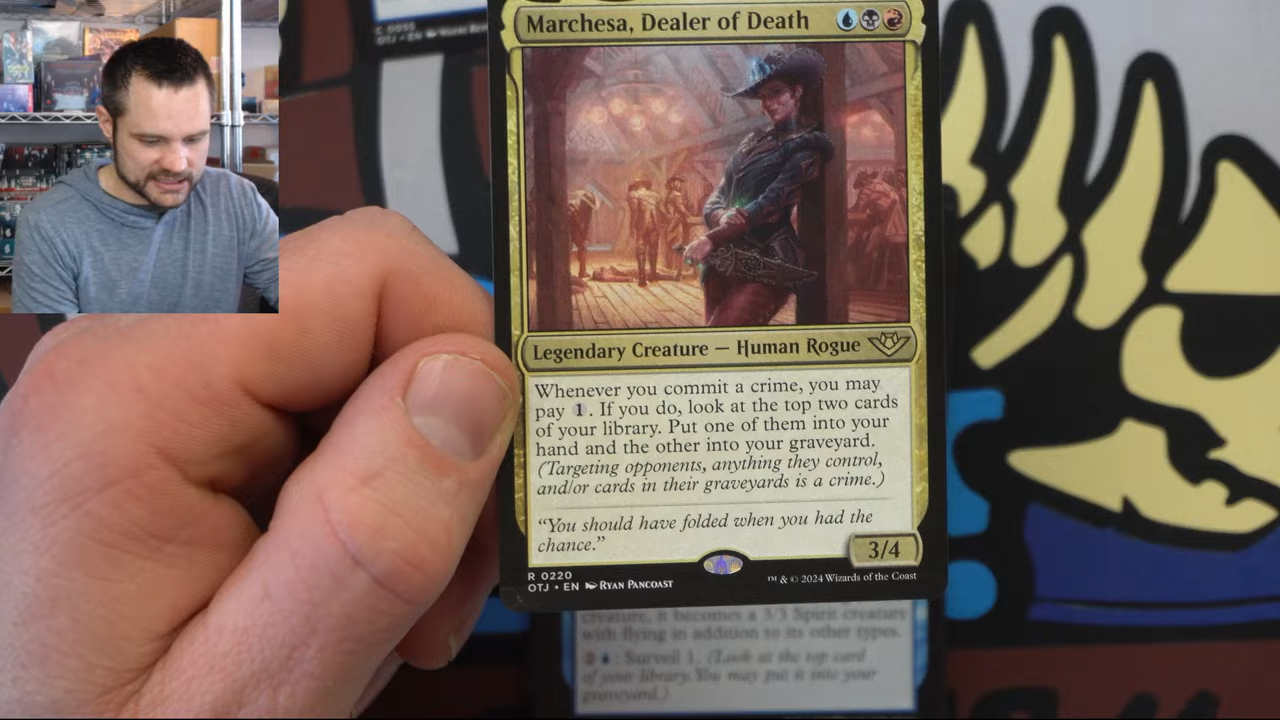 C 0055
OTJ • EN
Marchesa, Dealer of Death
Legendary Creature — Human Rogue
Whenever you commit a crime, you may
pay 1. If you do, look at the top two cards
of your library. Put one of them into your
hand and the other into your graveyard.
(Targeting opponents, anything they control,
and/or cards in their graveyards is a crime.)
“You should have folded when you had the
chance.”
3/4
R 0220
OTJ • EN RYAN PANCOAST
™ & © 2024 Wizards of the Coast
creature, it becomes a 3/3 Spirit creature
with flying in addition to its other types.
: Surveil 1. (Look at the top card
of your library. You may put it into your
graveyard.)